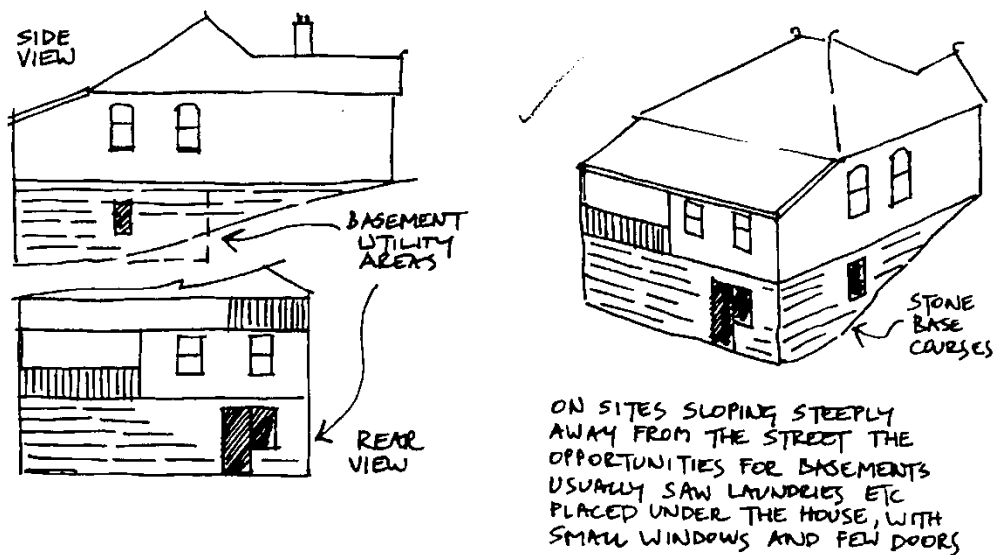 SIDE
VIEW
BASEMENT
UTILITY
AREAS
REAR
VIEW
STONE
BASE
COURSES
ON SITES SLOPING STEEPLY
AWAY FROM THE STREET THE
OPPORTUNITIES FOR BASEMENTS
USUALLY SAW LAUNDRIES ETC
PLACED UNDER THE HOUSE, WITH
SMALL WINDOWS AND FEW DOORS